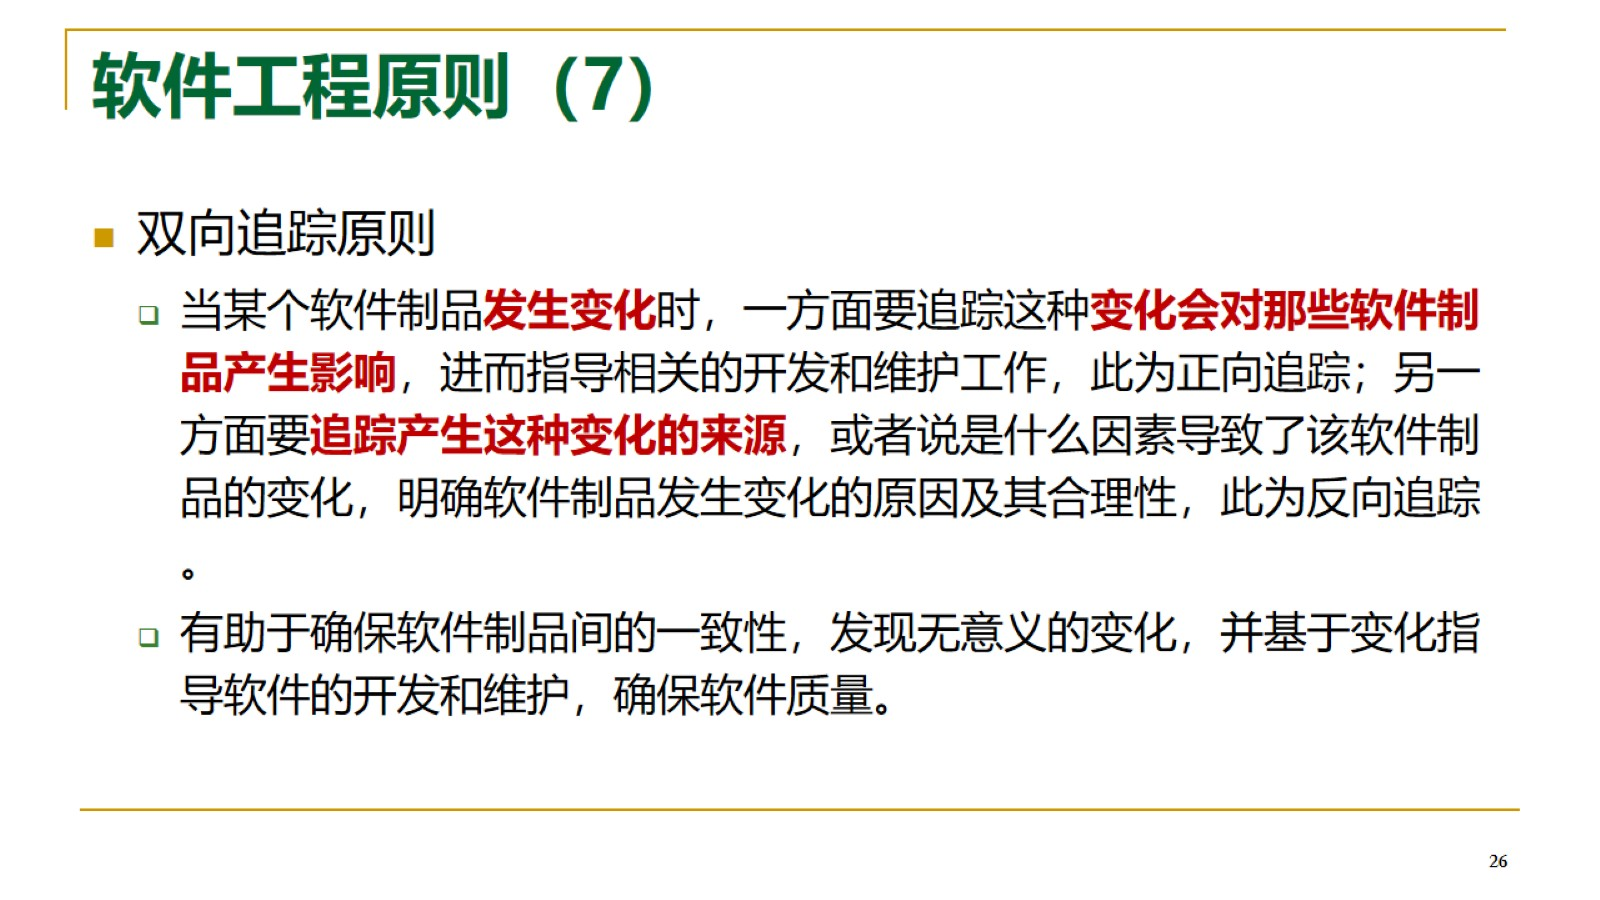 软件工程原则（7）
双向追踪原则
当某个软件制品发生变化时，一方面要追踪这种变化会对那些软件制
品产生影响，进而指导相关的开发和维护工作，此为正向追踪；另一
方面要追踪产生这种变化的来源，或者说是什么因素导致了该软件制
品的变化，明确软件制品发生变化的原因及其合理性，此为反向追踪
。
有助于确保软件制品间的一致性，发现无意义的变化，并基于变化指
导软件的开发和维护，确保软件质量。
26